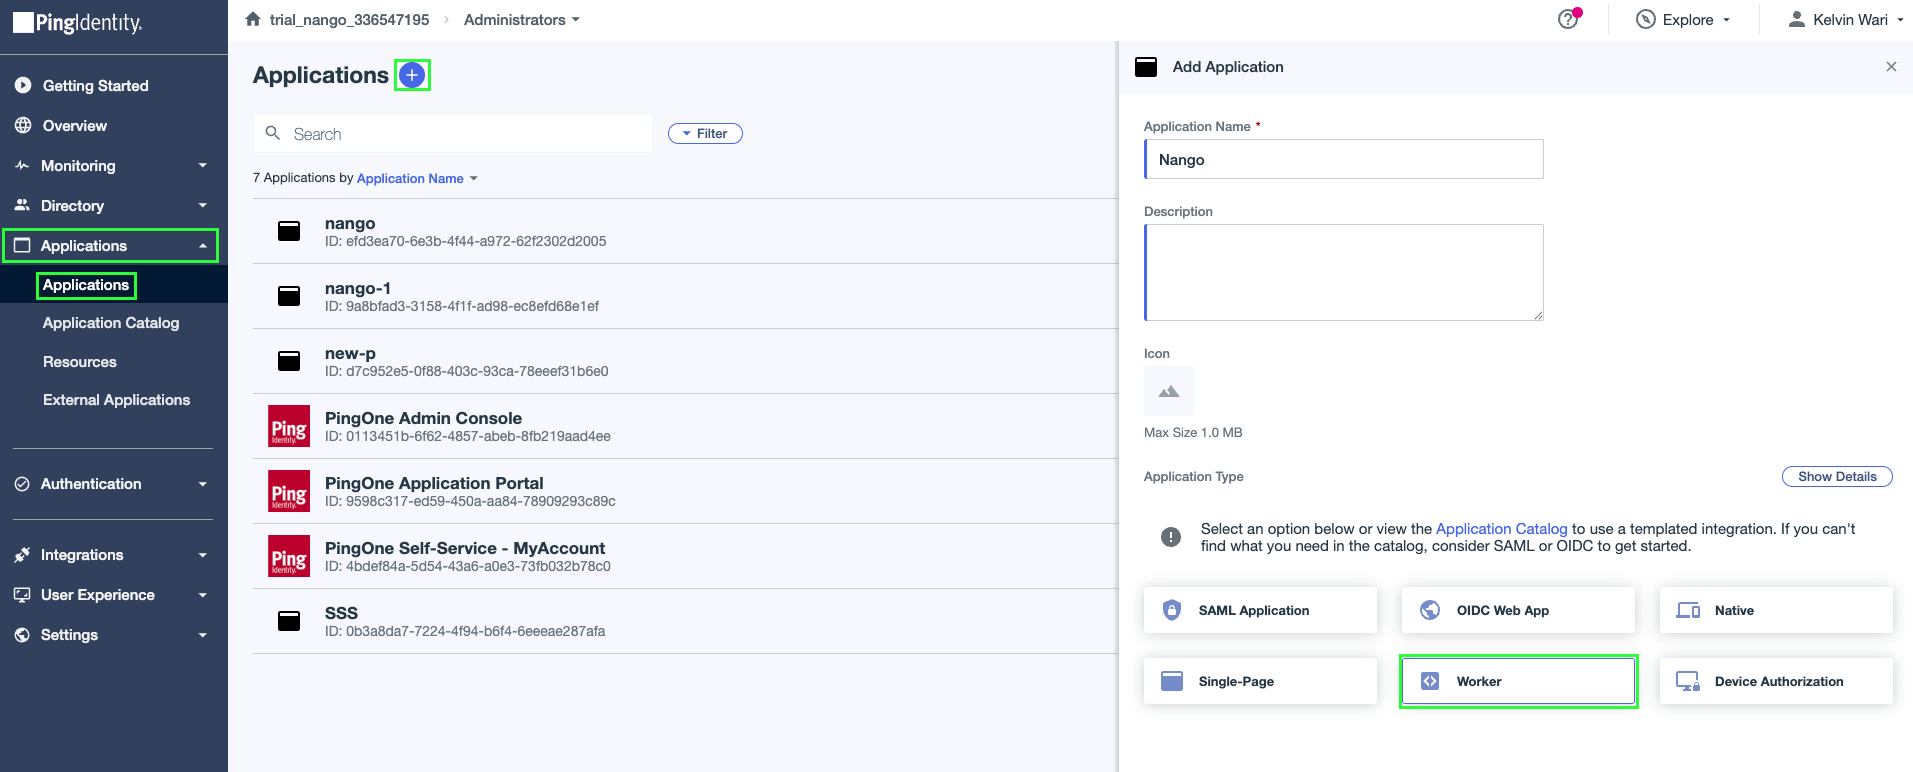 PingIdentity.
trial_nango_336547195
Administrators
Explore
Kelvin Wari
Getting Started
Overview
Monitoring
Directory
Applications
Applications
Application Catalog
Resources
External Applications
Authentication
Integrations
User Experience
Settings
Applications
Search
Filter
7 Applications by Application Name
nango
ID: efd3ea70-6e3b-4f44-a972-62f2302d2005
nango-1
ID: 9a8bfad3-3158-4f1f-ad98-ec8efd68e1ef
new-p
ID: d7c952e5-0f88-403c-93ca-78eeef31b6e0
Ping
Identity.
PingOne Admin Console
ID: 0113451b-6f62-4857-abeb-8fb219aad4ee
Ping
Identity.
PingOne Application Portal
ID: 9598c317-ed59-450a-aa84-78909293c89c
Ping
Identity.
PingOne Self-Service - MyAccount
ID: 4bdef84a-5d54-43a6-a0e3-73fb032b78c0
SSS
ID: 0b3a8da7-7224-4f94-b6f4-6eeeae287afa
Add Application
Application Name *
Nango
Description
Icon
Max Size 1.0 MB
Application Type
Show Details
Select an option below or view the Application Catalog to use a templated integration. If you can't
find what you need in the catalog, consider SAML or OIDC to get started.
SAML Application
OIDC Web App
Native
Single-Page
Worker
Device Authorization